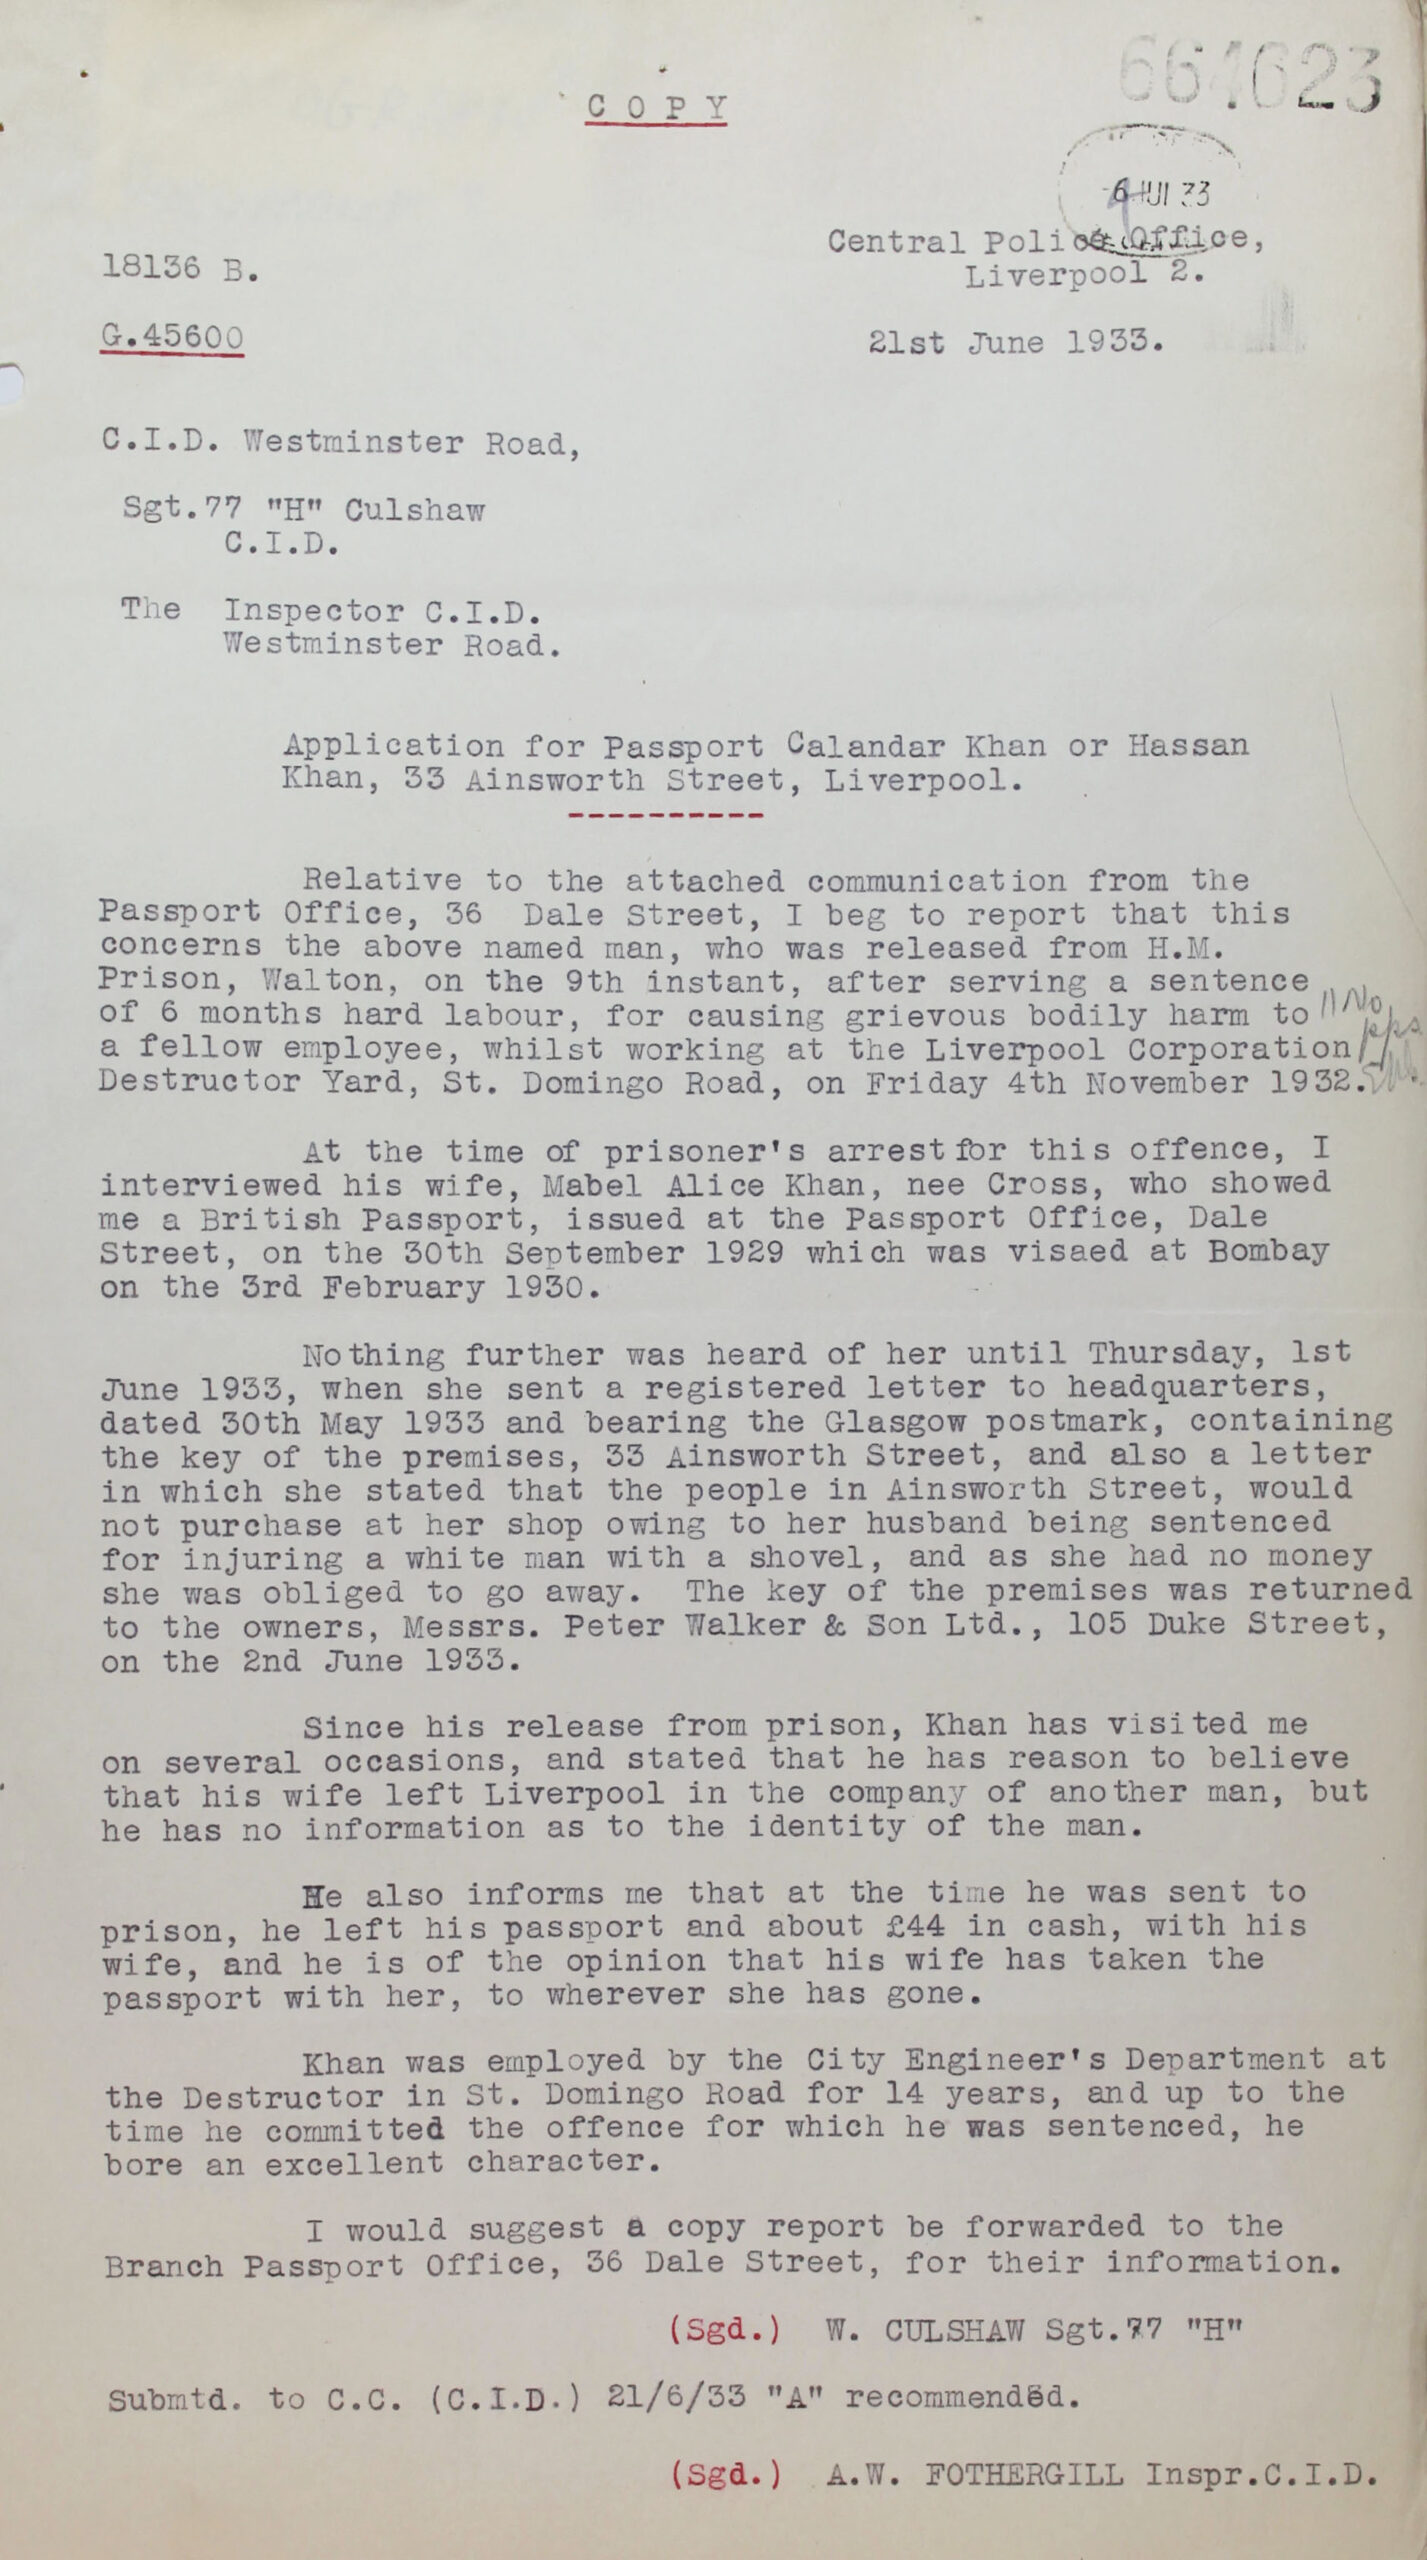 664623
COPY
6 JUL 33
Central Police Office,
Liverpool 2.
18136 B.
G.45600
21st June 1933.
C.I.D. Westminster Road,
Sgt.77 "H" Culshaw
C.I.D.
The Inspector C.I.D.
Westminster Road.
Application for Passport Calandar Khan or Hassan
Khan, 33 Ainsworth Street, Liverpool.
----------
Relative to the attached communication from the
Passport Office, 36 Dale Street, I beg to report that this
concerns the above named man, who was released from H.M.
Prison, Walton, on the 9th instant, after serving a sentence
of 6 months hard labour, for causing grievous bodily harm to
a fellow employee, whilst working at the Liverpool Corporation
Destructor Yard, St. Domingo Road, on Friday 4th November 1932.
No
At the time of prisoner's arrest for this offence, I
interviewed his wife, Mabel Alice Khan, nee Cross, who showed
me a British Passport, issued at the Passport Office, Dale
Street, on the 30th September 1929 which was visaed at Bombay
on the 3rd February 1930.
Nothing further was heard of her until Thursday, 1st
June 1933, when she sent a registered letter to headquarters,
dated 30th May 1933 and bearing the Glasgow postmark, containing
the key of the premises, 33 Ainsworth Street, and also a letter
in which she stated that the people in Ainsworth Street, would
not purchase at her shop owing to her husband being sentenced
for injuring a white man with a shovel, and as she had no money
she was obliged to go away. The key of the premises was returned
to the owners, Messrs. Peter Walker & Son Ltd., 105 Duke Street,
on the 2nd June 1933.
Since his release from prison, Khan has visited me
on several occasions, and stated that he has reason to believe
that his wife left Liverpool in the company of another man, but
he has no information as to the identity of the man.
He also informs me that at the time he was sent to
prison, he left his passport and about £44 in cash, with his
wife, and he is of the opinion that his wife has taken the
passport with her, to wherever she has gone.
Khan was employed by the City Engineer's Department at
the Destructor in St. Domingo Road for 14 years, and up to the
time he committed the offence for which he was sentenced, he
bore an excellent character.
I would suggest a copy report be forwarded to the
Branch Passport Office, 36 Dale Street, for their information.
(Sgd.) W. CULSHAW Sgt.77 "H"
Submtd. to C.C. (C.I.D.) 21/6/33 "A" recommended.
(Sgd.) A.W. FOTHERGILL Inspr.C.I.D.